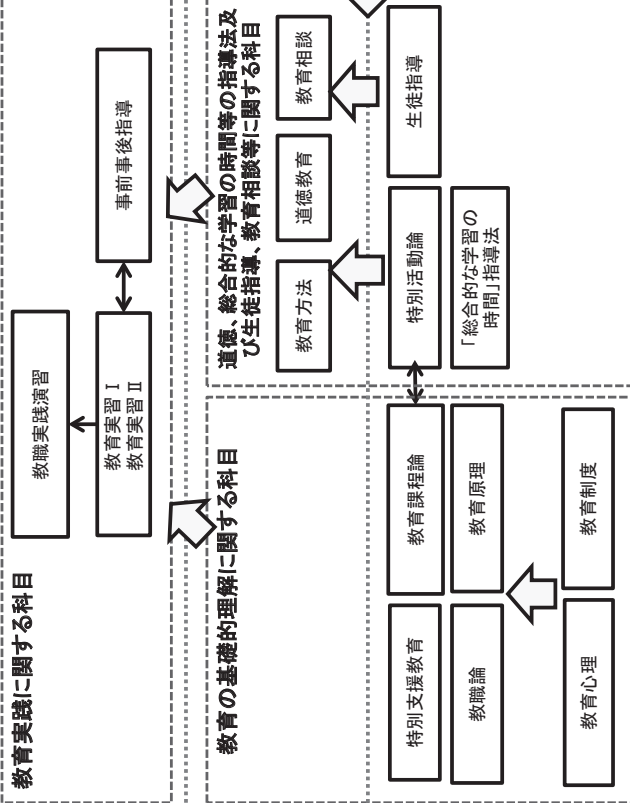 教育実践に関する科目
教職実践演習
教育実習Ⅰ
教育実習Ⅱ
事前事後指導
教育の基礎的理解に関する科目
特別支援教育
教育課程論
教職論
教育原理
教育心理
教育制度
道徳、総合的な学習の時間等の指導法及
び生徒指導、教育相談等に関する科目
教育方法
道徳教育
教育相談
特別活動論
生徒指導
「総合的な学習の
時間」指導法